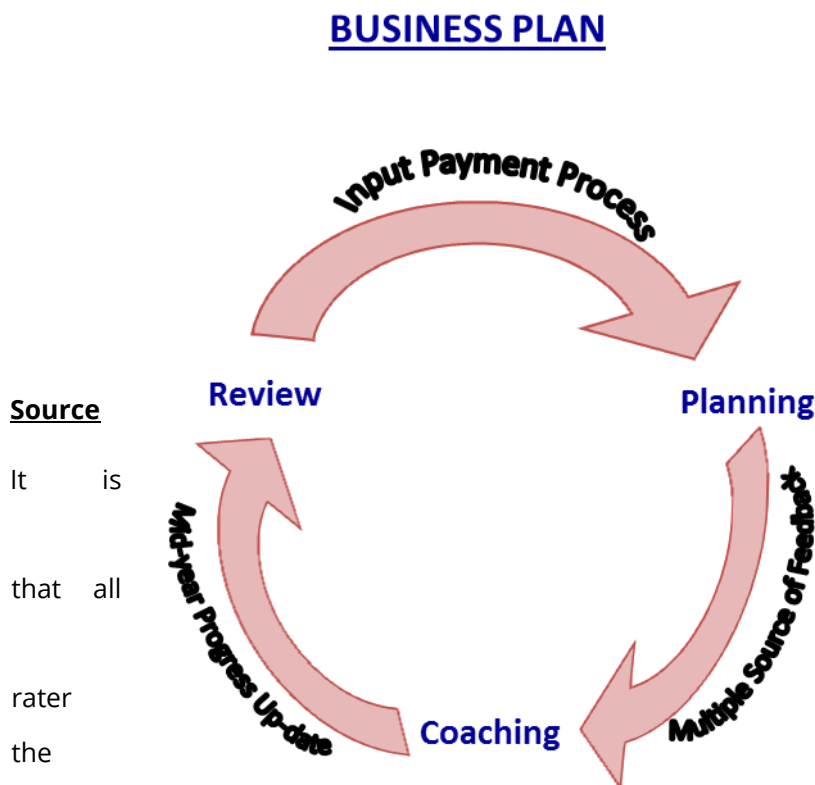 BUSINESS PLAN
Input Payment Process
Review
Planning
Source
It is
that all
rater
the
Mid-year Progress Up-date
Multiple Source of Feedback
Coaching